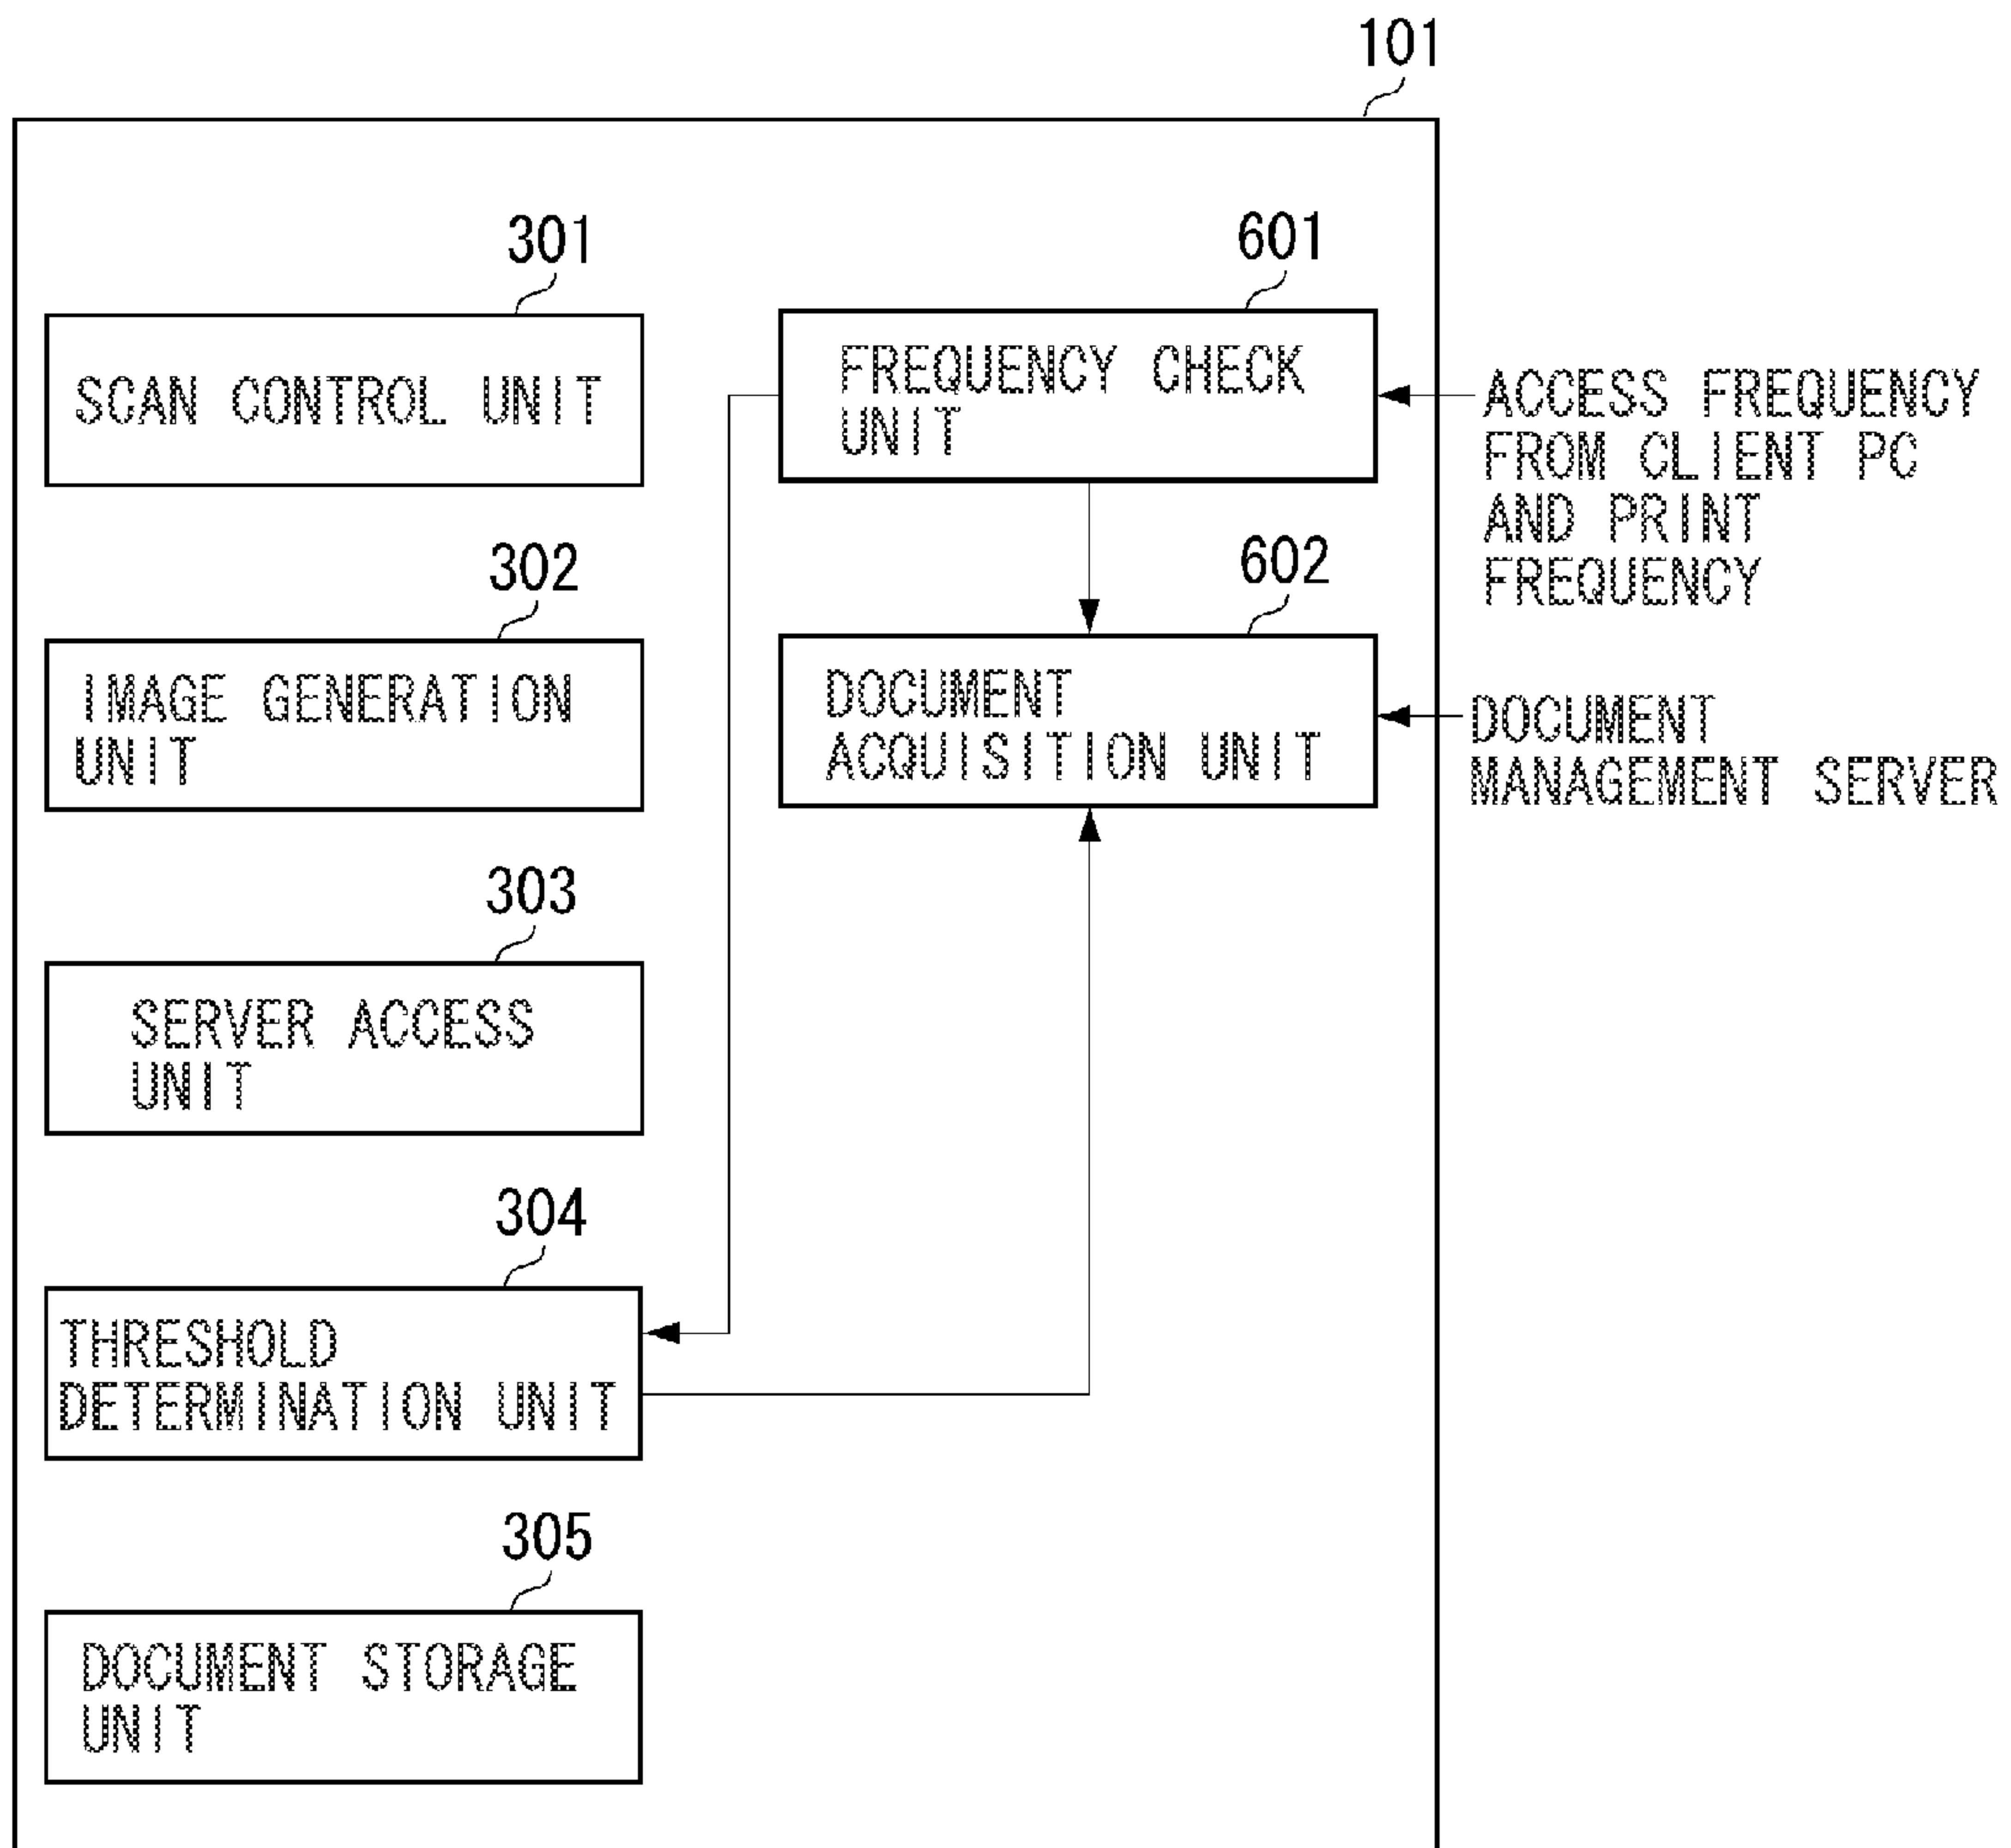 101
301
SCAN CONTROL UNIT
601
FREQUENCY CHECK
UNIT
ACCESS FREQUENCY
FROM CLIENT PC
AND PRINT
FREQUENCY
302
IMAGE GENERATION
UNIT
602
DOCUMENT
ACQUISITION UNIT
DOCUMENT
MANAGEMENT SERVER
303
SERVER ACCESS
UNIT
304
THRESHOLD
DETERMINATION UNIT
305
DOCUMENT STORAGE
UNIT